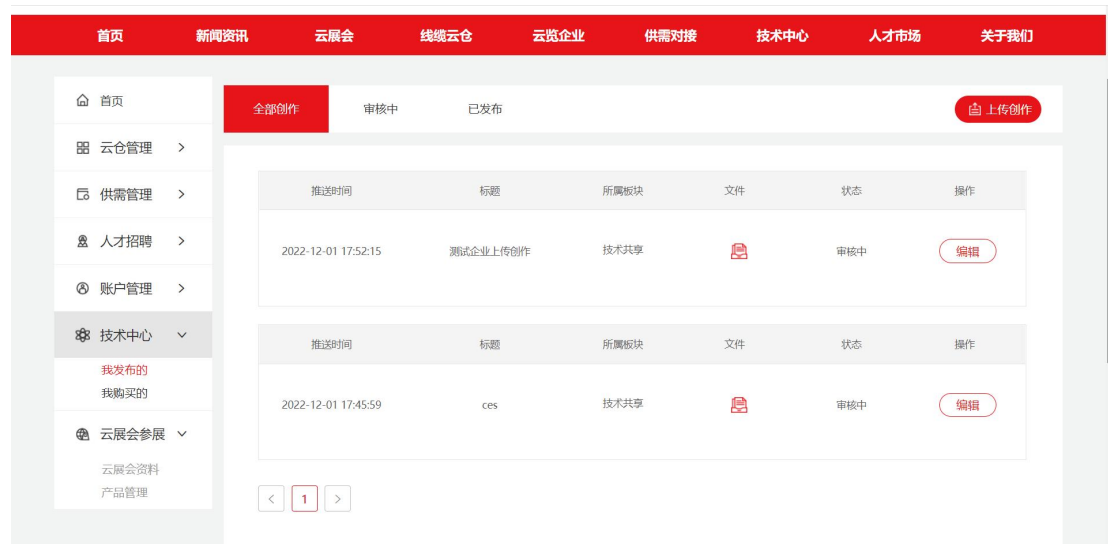 首页 新闻资讯 云展会 线缆云仓 云览企业 供需对接 技术中心 人才市场 关于我们
首页
云仓管理
供需管理
人才招聘
账户管理
技术中心
我发布的
我购买的
云展会参展
云展会资料
产品管理
全部创作 审核中 已发布 上传创作
推送时间 标题 所属板块 文件 状态 操作
2022-12-01 17:52:15 测试企业上传创作 技术共享 审核中 编辑
推送时间 标题 所属板块 文件 状态 操作
2022-12-01 17:45:59 ces 技术共享 审核中 编辑
< 1 >